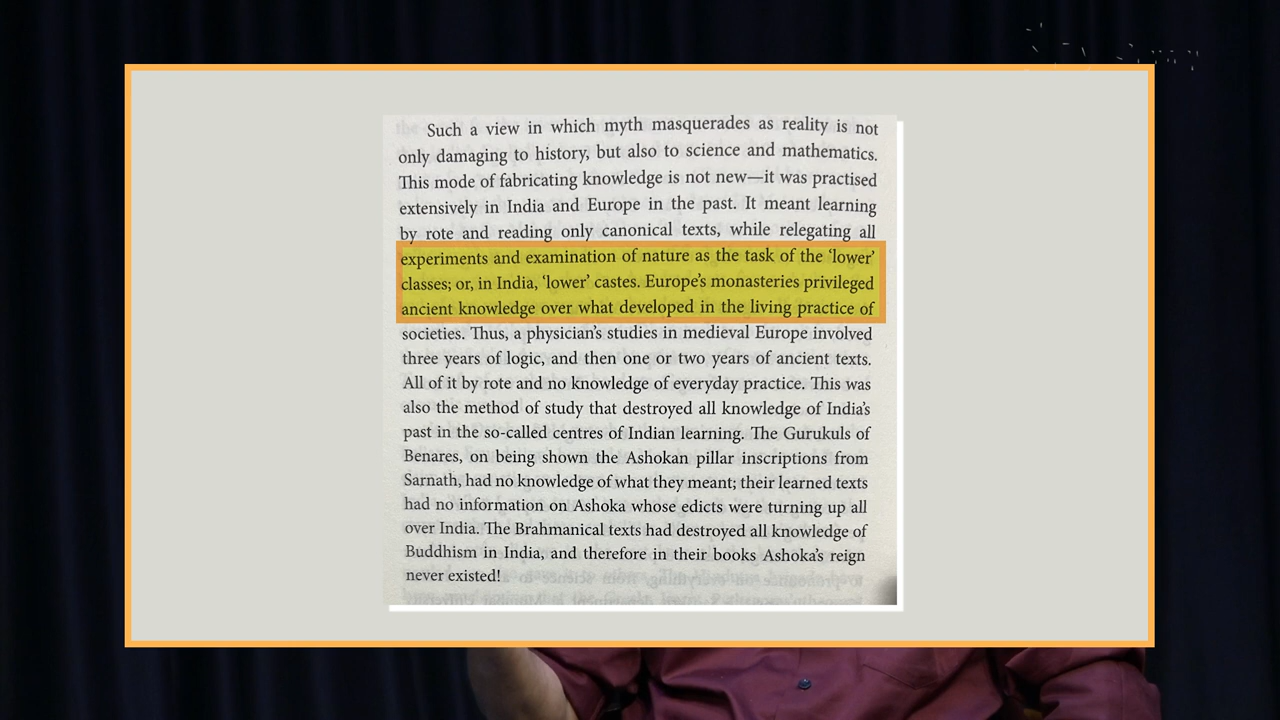 Such a view in which myth masquerades as reality is not
only damaging to history, but also to science and mathematics.
This mode of fabricating knowledge is not new—it was practised
extensively in India and Europe in the past. It meant learning
by rote and reading only canonical texts, while relegating all
experiments and examination of nature as the task of the ‘lower’
classes; or, in India, ‘lower’ castes. Europe’s monasteries privileged
ancient knowledge over what developed in the living practice of
societies. Thus, a physician’s studies in medieval Europe involved
three years of logic, and then one or two years of ancient texts.
All of it by rote and no knowledge of everyday practice. This was
also the method of study that destroyed all knowledge of India’s
past in the so-called centres of Indian learning. The Gurukuls of
Benares, on being shown the Ashokan pillar inscriptions from
Sarnath, had no knowledge of what they meant; their learned texts
had no information on Ashoka whose edicts were turning up all
over India. The Brahmanical texts had destroyed all knowledge of
Buddhism in India, and therefore in their books Ashoka’s reign
never existed!